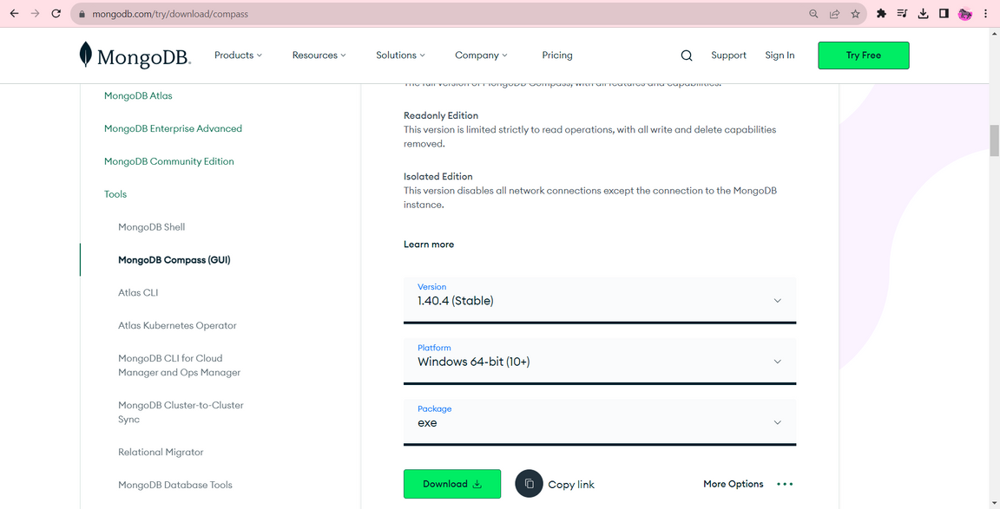 mongodb.com/try/download/compass
MongoDB.
Products
Resources
Solutions
Company
Pricing
Support
Sign In
Try Free
MongoDB Atlas
MongoDB Enterprise Advanced
MongoDB Community Edition
Tools
MongoDB Shell
MongoDB Compass (GUI)
Atlas CLI
Atlas Kubernetes Operator
MongoDB CLI for Cloud
Manager and Ops Manager
MongoDB Cluster-to-Cluster
Sync
Relational Migrator
MongoDB Database Tools
The full version of MongoDB Compass, with all features and capabilities.
Readonly Edition
This version is limited strictly to read operations, with all write and delete capabilities
removed.
Isolated Edition
This version disables all network connections except the connection to the MongoDB
instance.
Learn more
Version
1.40.4 (Stable)
Platform
Windows 64-bit (10+)
Package
exe
Download
Copy link
More Options